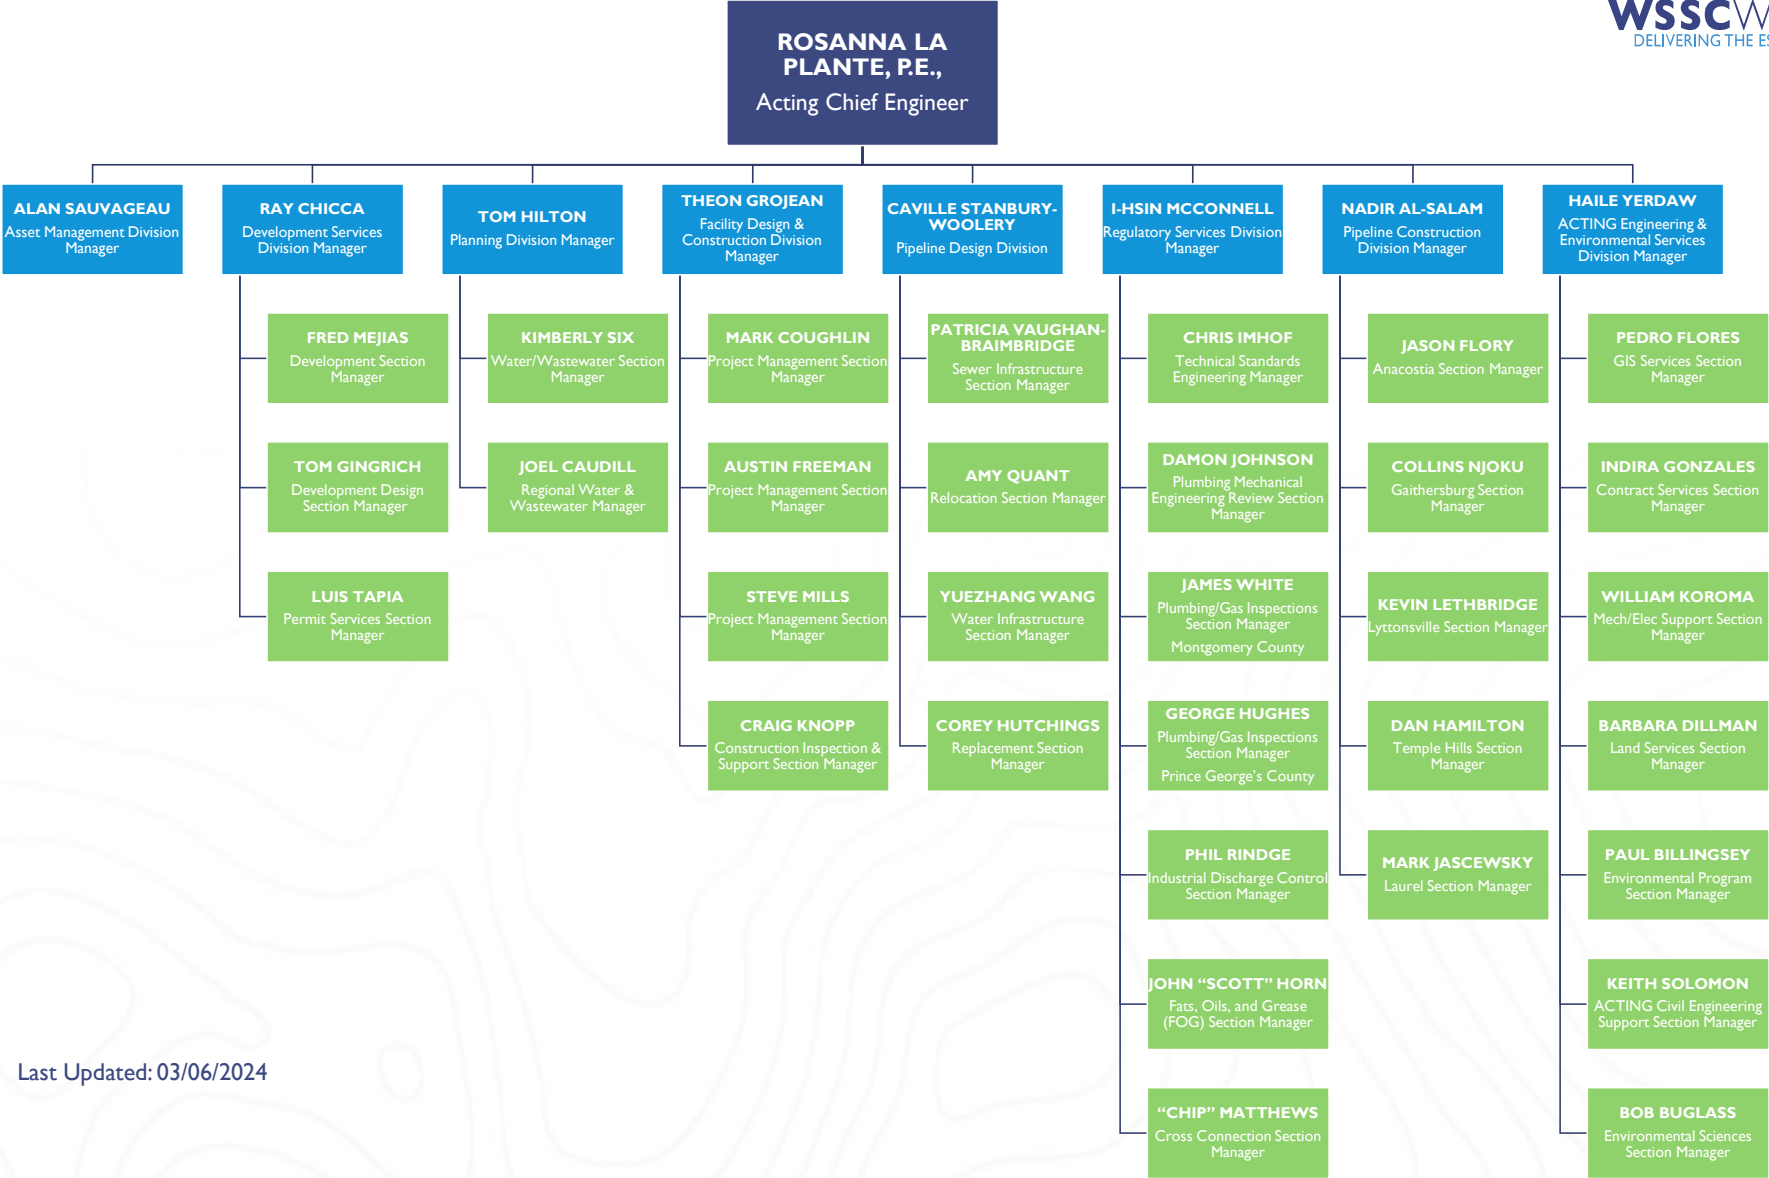 ROSANNA LA
PLANTE, P.E.,
Acting Chief Engineer
WSSCW
DELIVERING THE
ALAN SAUVAGEAU
Asset Management Division
Manager
RAY CHICCA
Development Services
Division Manager
FRED MEJIAS
Development Section
Manager
TOM GINGRICH
Development Design
Section Manager
LUIS TAPIA
Permit Services Section
Manager
TOM HILTON
Planning Division Manager
KIMBERLY SIX
Water/Wastewater Section
Manager
JOEL CAUDILL
Regional Water &
Wastewater Manager
THEON GROJEAN
Facility Design &
Construction Division
Manager
MARK COUGHLIN
Project Management Section
Manager
AUSTIN FREEMAN
Project Management Section
Manager
STEVE MILLS
Project Management Section
Manager
CRAIG KNOPP
Construction Inspection &
Support Section Manager
CAVILLE STANBURY-
WOOLERY
Pipeline Design Division
PATRICIA VAUGHAN-
BRAIMBRIDGE
Sewer Infrastructure
Section Manager
AMY QUANT
Relocation Section Manager
YUEZHANG WANG
Water Infrastructure
Section Manager
COREY HUTCHINGS
Replacement Section
Manager
I-HSIN MCCONNELL
Regulatory Services Division
Manager
CHRIS IMHOF
Technical Standards
Engineering Manager
DAMON JOHNSON
Plumbing Mechanical
Engineering Review Section
Manager
JAMES WHITE
Plumbing/Gas Inspections
Section Manager
Montgomery County
GEORGE HUGHES
Plumbing/Gas Inspections
Section Manager
Prince George's County
PHIL RINDGE
Industrial Discharge Control
Section Manager
JOHN “SCOTT” HORN
Fats, Oils, and Grease
(FOG) Section Manager
“CHIP” MATTHEWS
Cross Connection Section
Manager
NADIR AL-SALAM
Pipeline Construction
Division Manager
JASON FLORY
Anacostia Section Manager
COLLINS NJOKU
Gaithersburg Section
Manager
KEVIN LETHBRIDGE
Lyttonsville Section Manager
DAN HAMILTON
Temple Hills Section
Manager
MARK JASCEWSKY
Laurel Section Manager
HAILE YERDAW
ACTING Engineering &
Environmental Services
Division Manager
PEDRO FLORES
GIS Services Section
Manager
INDIRA GONZALES
Contract Services Section
Manager
WILLIAM KOROMA
Mech/Elec Support Section
Manager
BARBARA DILLMAN
Land Services Section
Manager
PAUL BILLINGSEY
Environmental Program
Section Manager
KEITH SOLOMON
ACTING Civil Engineering
Support Section Manager
BOB BUGLASS
Environmental Sciences
Section Manager
Last Updated: 03/06/2024